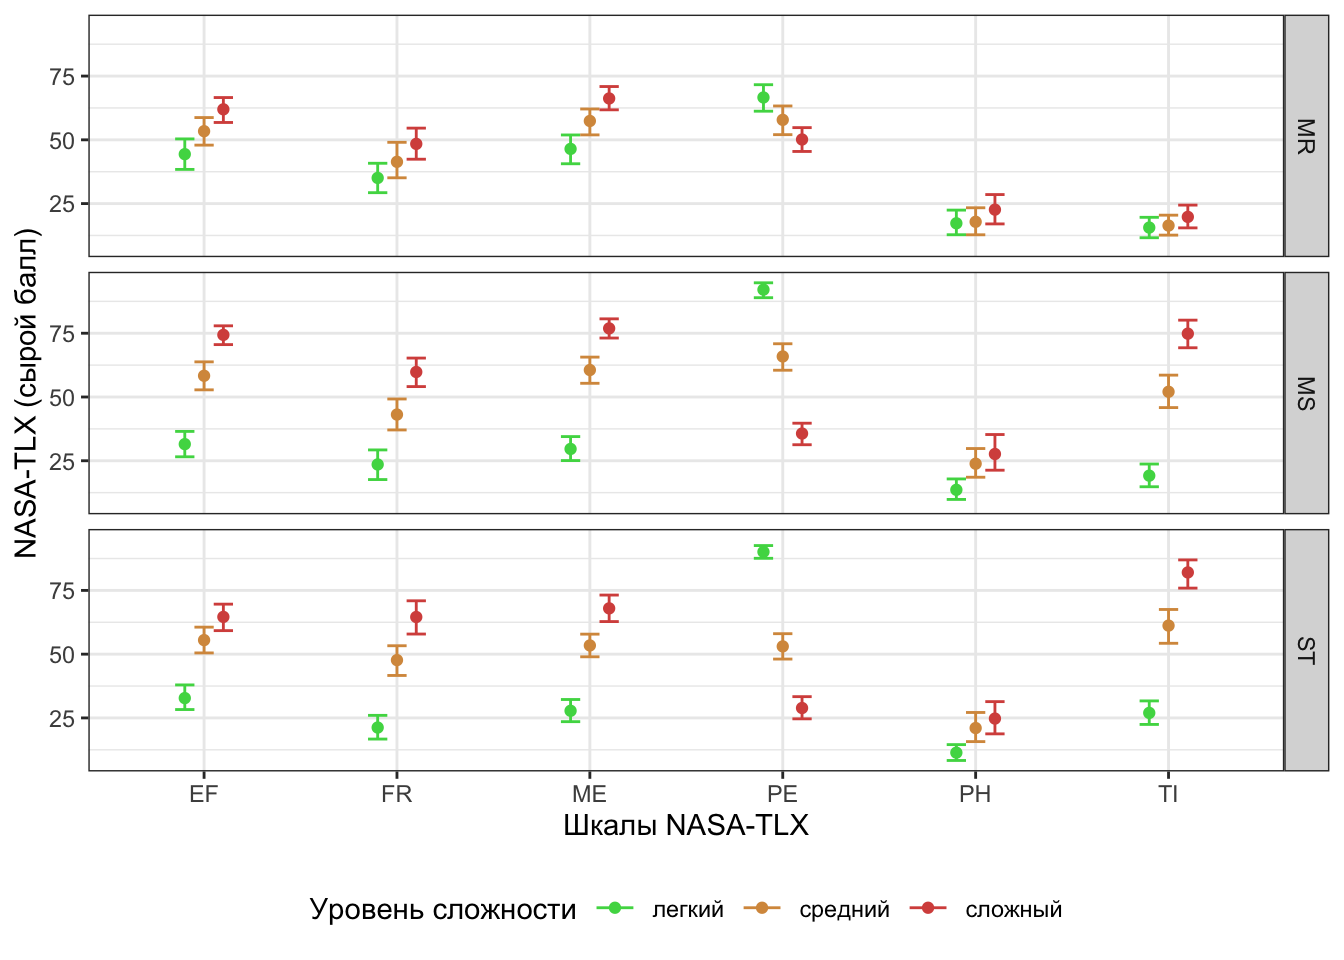 NASA-TLX (сырой балл)
75
50
25
MR
75
50
25
MS
75
50
25
ST
EF FR ME PE PH TI
Шкалы NASA-TLX
Уровень сложности легкий средний сложный